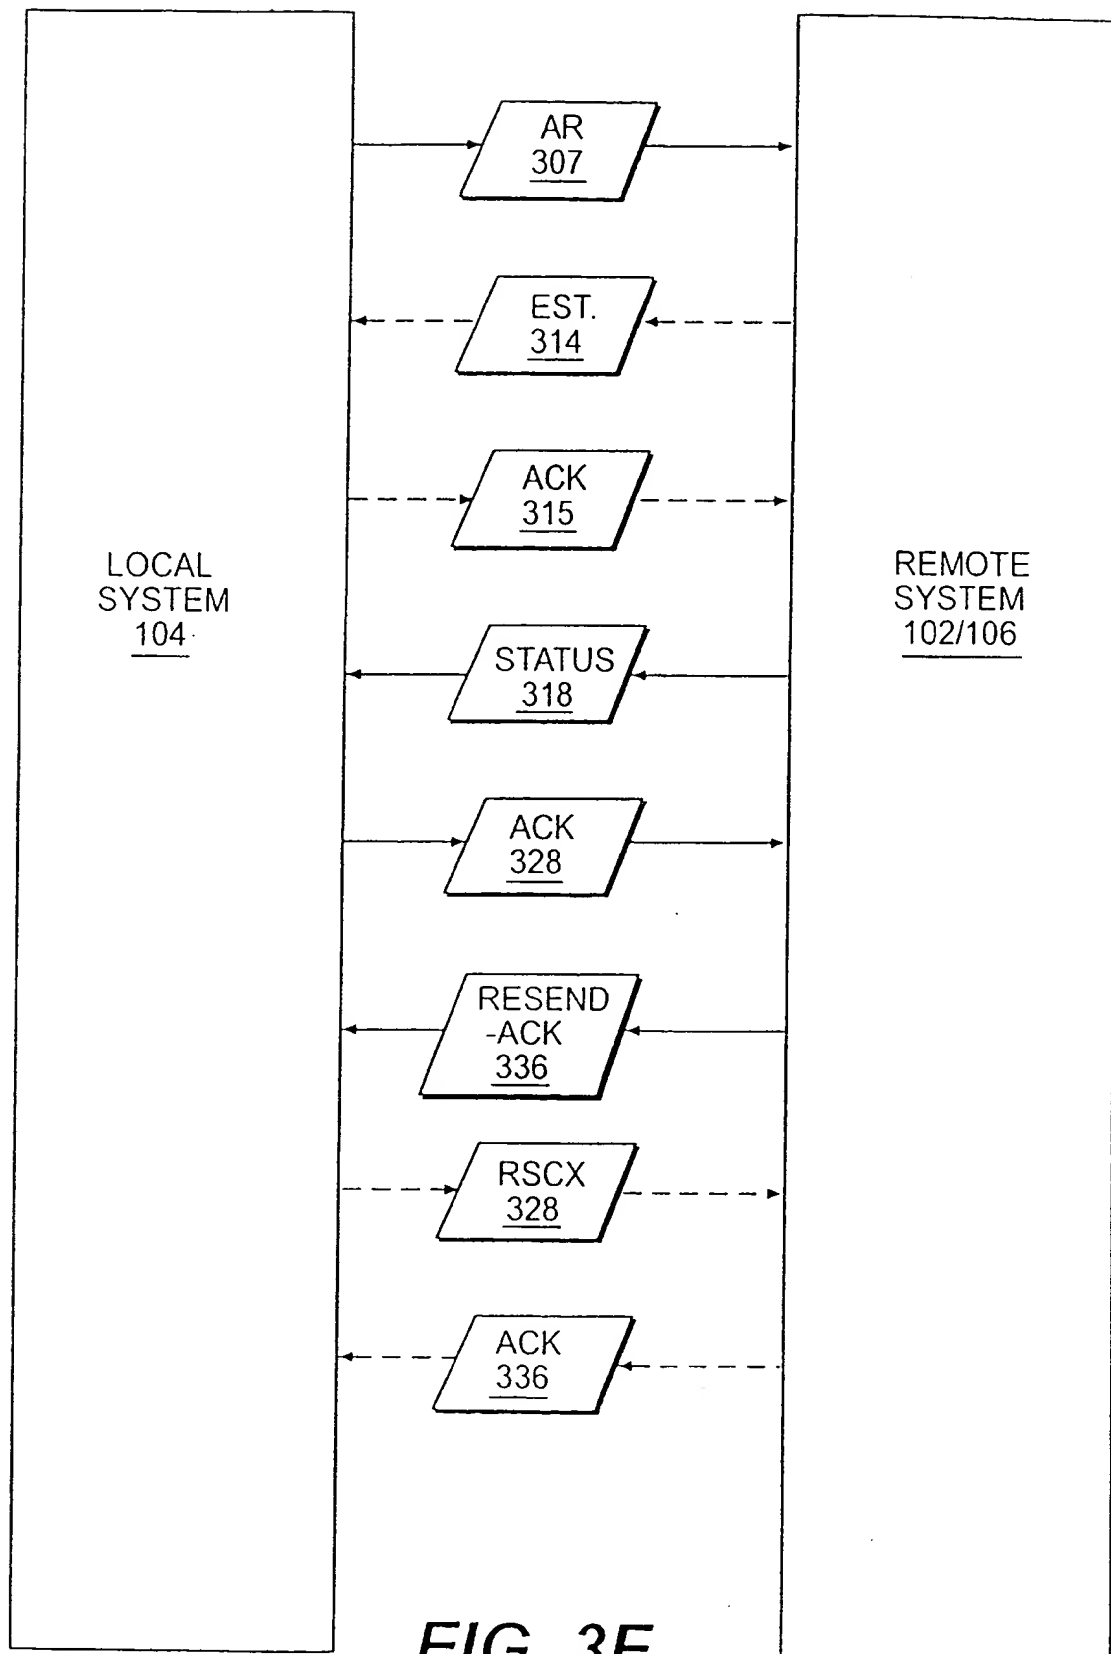 AR
307
EST.
314
ACK
315
LOCAL
SYSTEM
104
REMOTE
SYSTEM
102/106
STATUS
318
ACK
328
RESEND
-ACK
336
RSCX
328
ACK
336